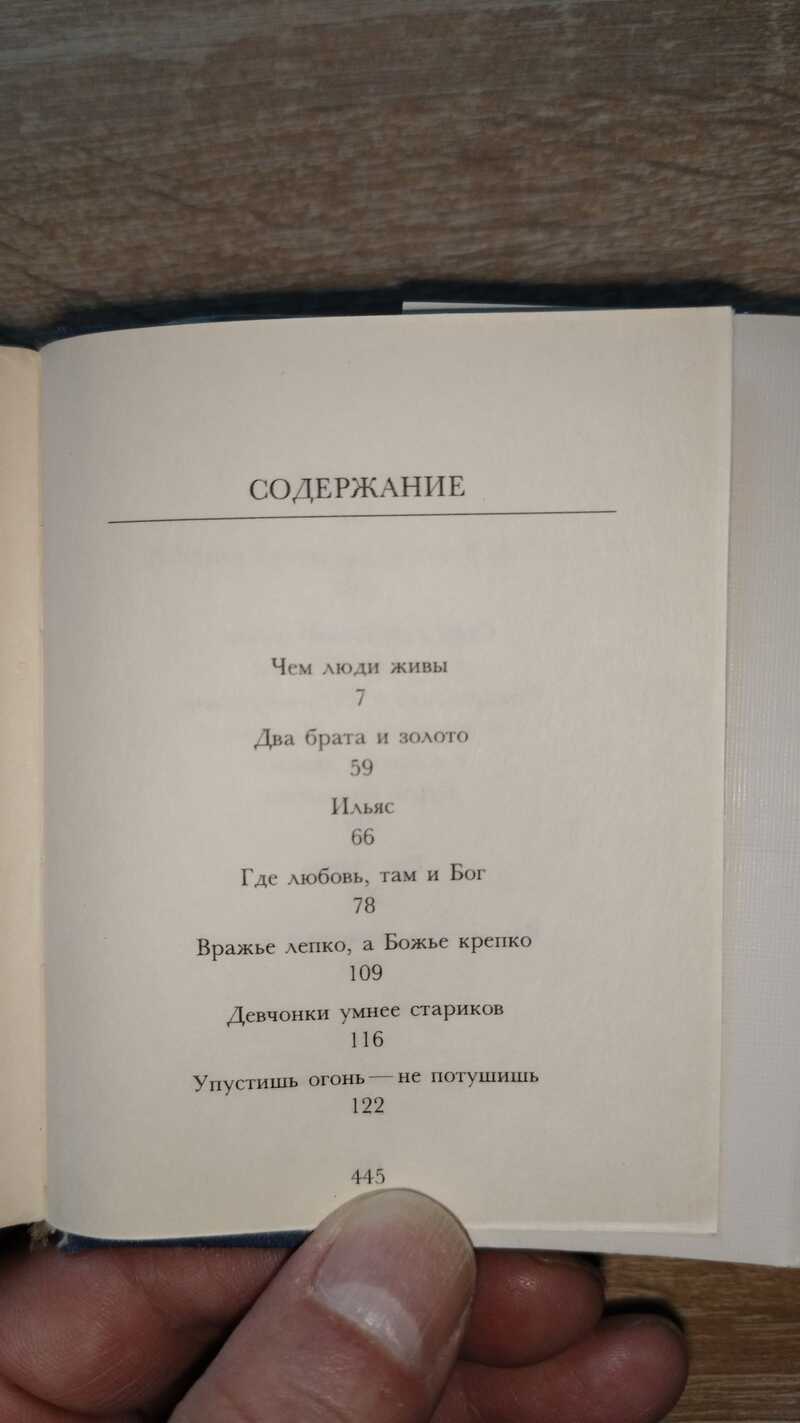 СОДЕРЖАНИЕ
Чем люди живы
7
Два брата и золото
59
Ильяс
66
Где любовь, там и Бог
78
Вражье лепко, а Божье крепко
109
Девчонки умнее стариков
116
Упустишь огонь — не потушишь
122
445